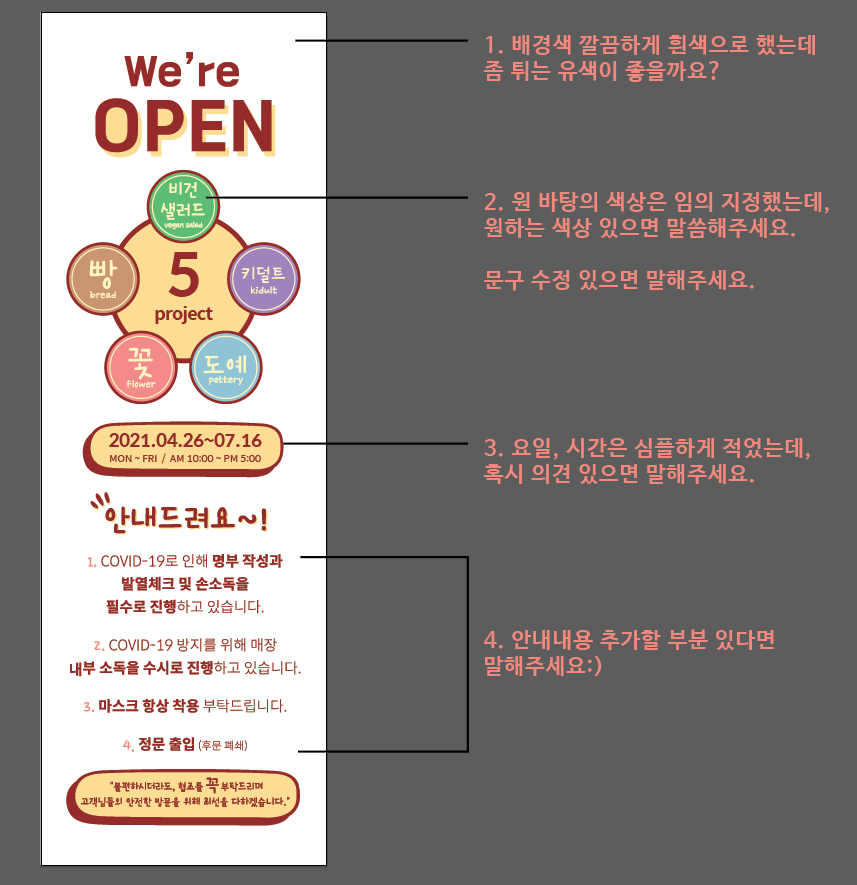 We're
OPEN
비건
샐러드
vegan salad
빵
bread
키덜트
kidult
5
project
꽃
flower
도예
pottery
2021.04.26~07.16
MON ~ FRI / AM 10:00 ~ PM 5:00
안내드려요~!
1. COVID-19로 인해 명부 작성과
발열체크 및 손소독을
필수로 진행하고 있습니다.
2. COVID-19 방지를 위해 매장
내부 소독을 수시로 진행하고 있습니다.
3. 마스크 항상 착용 부탁드립니다.
4. 정문 출입 (후문 폐쇄)
"불편하시더라도, 협조를 꼭 부탁드리며
고객님들의 안전한 방문을 위해 최선을 다하겠습니다."
1. 배경색 깔끔하게 흰색으로 했는데
좀 튀는 유색이 좋을까요?
2. 원 바탕의 색상은 임의 지정했는데,
원하는 색상 있으면 말씀해주세요.
문구 수정 있으면 말해주세요.
3. 요일, 시간은 심플하게 적었는데,
혹시 의견 있으면 말해주세요.
4. 안내내용 추가할 부분 있다면
말해주세요:)